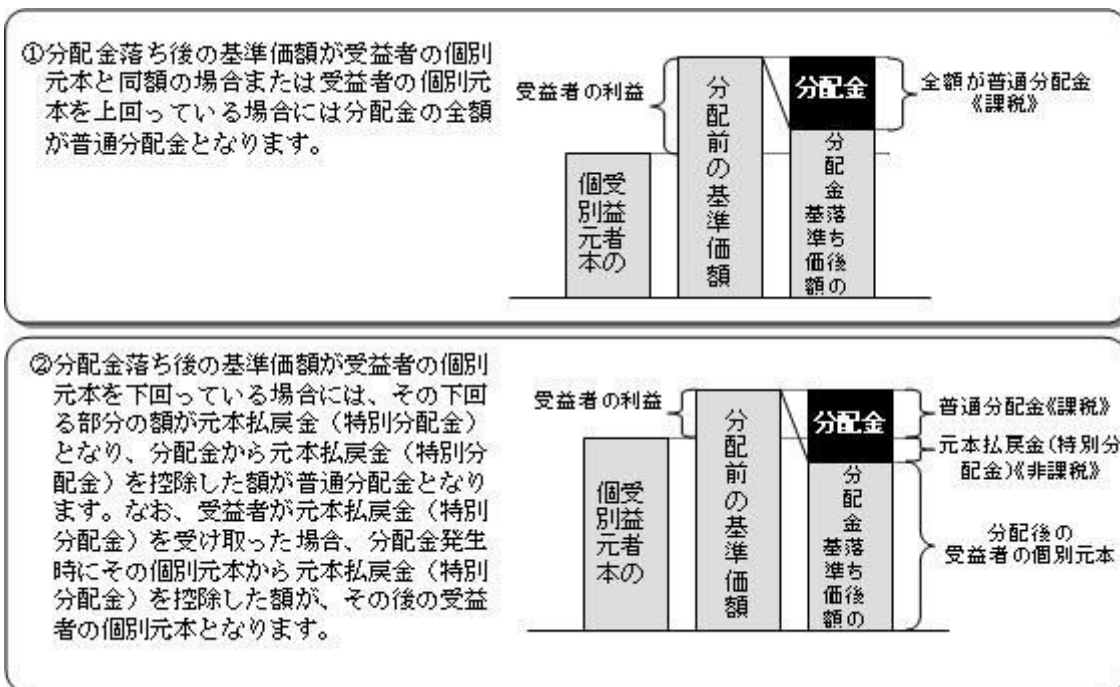 ①分配金落ち後の基準価額が受益者の個別
元本と同額の場合または受益者の個別元
本を上回っている場合には分配金の全額
が普通分配金となります。
受益者の利益
受益者の
個別元本
分配前の基準価額
分配金
分配金落ち後の
基準価額
全額が普通分配金
《課税》
②分配金落ち後の基準価額が受益者の個別
元本を下回っている場合には、その下回
る部分の額が元本払戻金（特別分配金）
となり、分配金から元本払戻金（特別分
配金）を控除した額が普通分配金となり
ます。なお、受益者が元本払戻金（特別
分配金）を受け取った場合、分配金発生
時にその個別元本から元本払戻金（特別
分配金）を控除した額が、その後の受益
者の個別元本となります。
受益者の利益
受益者の
個別元本
分配前の基準価額
分配金
分配金落ち後の
基準価額
普通分配金《課税》
元本払戻金(特別分
配金)《非課税》
分配後の
受益者の個別元本